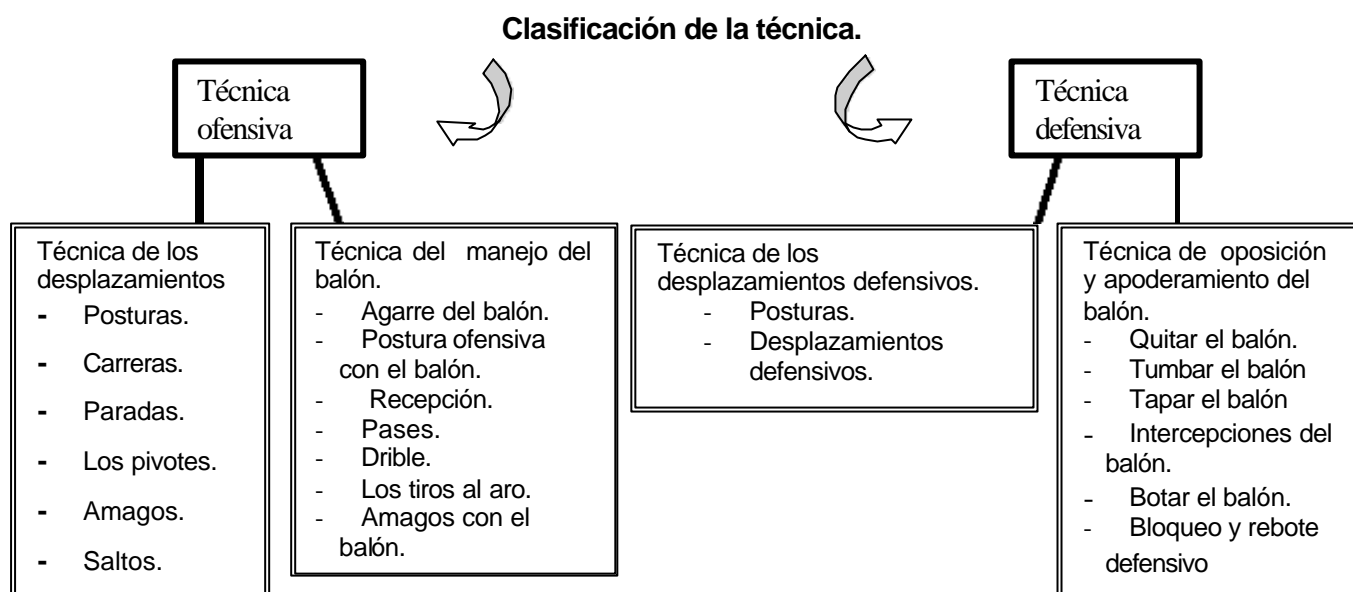 Clasificación de la técnica.
Técnica
ofensiva
Técnica
defensiva
Técnica de los
desplazamientos
- Posturas.
- Carreras.
- Paradas.
- Los pivotes.
- Amagos.
- Saltos.
Técnica del manejo del
balón.
- Agarre del balón.
- Postura ofensiva
con el balón.
- Recepción.
- Pases.
- Drible.
- Los tiros al aro.
- Amagos con el
balón.
Técnica de los
desplazamientos defensivos.
- Posturas.
- Desplazamientos
defensivos.
Técnica de oposición
y apoderamiento del
balón.
- Quitar el balón.
- Tumbar el balón
- Tapar el balón
- Intercepciones del
balón.
- Botar el balón.
- Bloqueo y rebote
defensivo